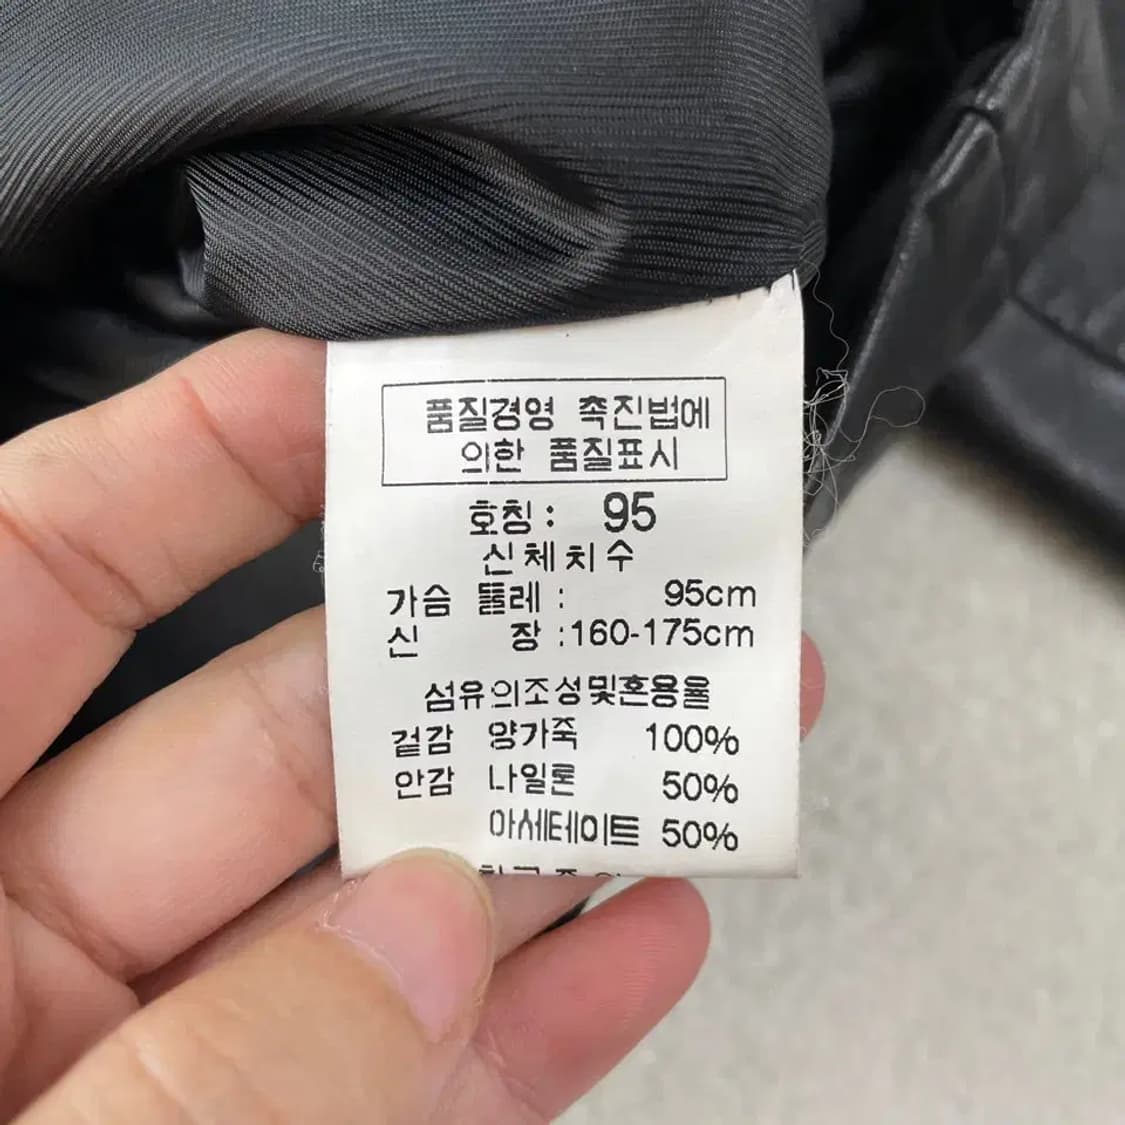 품질경영 촉진법에
의한 품질표시
호칭: 95
신체치수
가슴 둘레 : 95cm
신 장 :160-175cm
섬유의조성및혼용율
겉감 양가죽 100%
안감 나일론 50%
아세테이트 50%